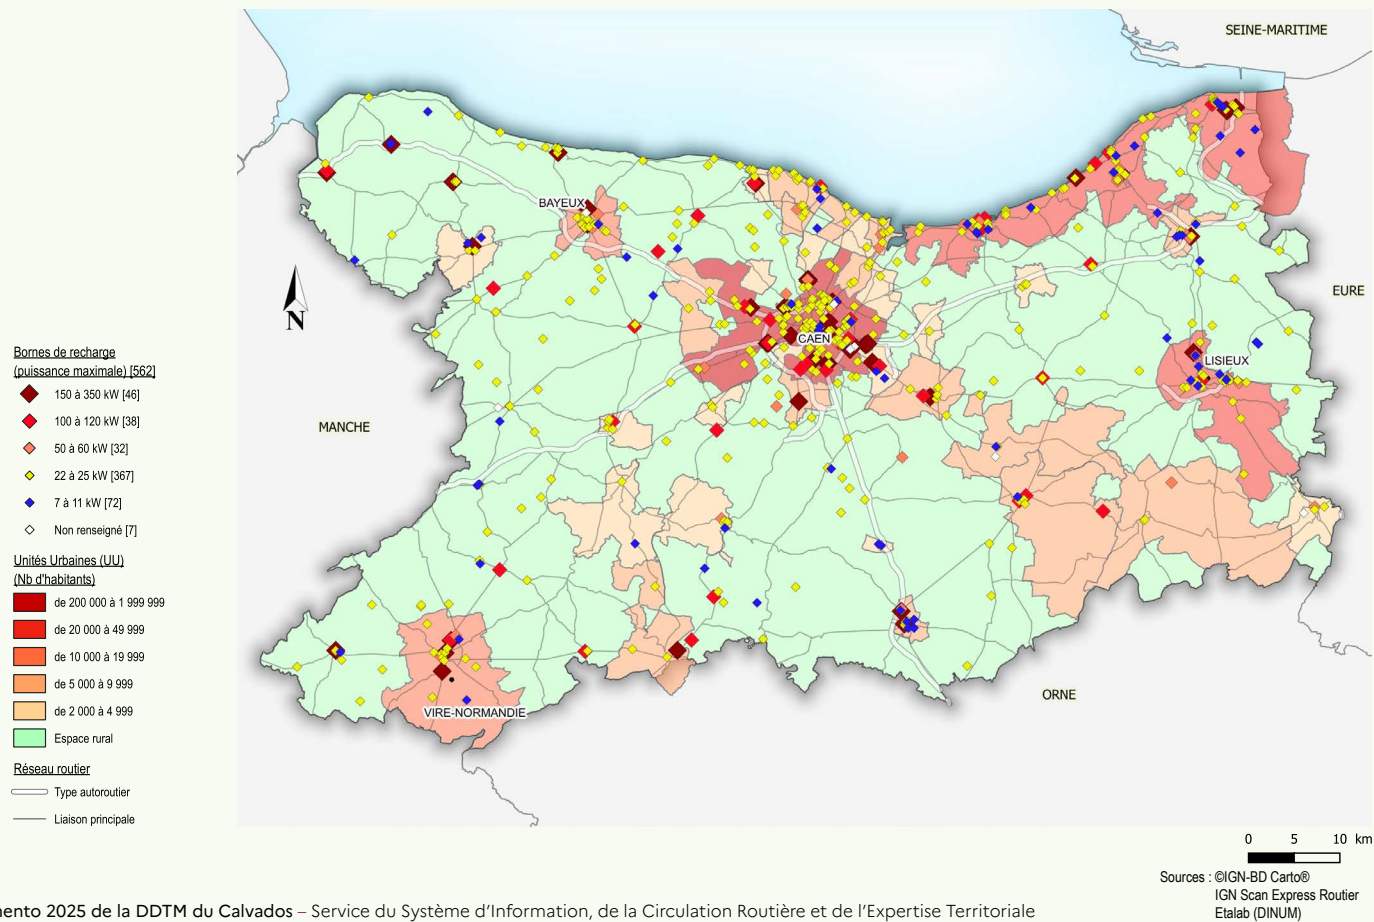 SEINE-MARITIME
BAYEUX
EURE
N
CAEN
LISIEUX
MANCHE
ORNE
VIRE-NORMANDIE
Bornes de recharge
(puissance maximale) [562]
150 à 350 kW [46]
100 à 120 kW [38]
50 à 60 kW [32]
22 à 25 kW [367]
7 à 11 kW [72]
Non renseigné [7]
Unités Urbaines (UU)
(Nb d'habitants)
de 200 000 à 1 999 999
de 20 000 à 49 999
de 10 000 à 19 999
de 5 000 à 9 999
de 2 000 à 4 999
Espace rural
Réseau routier
Type autoroutier
Liaison principale
0 5 10 km
Sources : ©IGN-BD Carto®
IGN Scan Express Routier
Etalab (DINUM)
ento 2025 de la DDTM du Calvados – Service du Système d'Information, de la Circulation Routière et de l'Expertise Territoriale